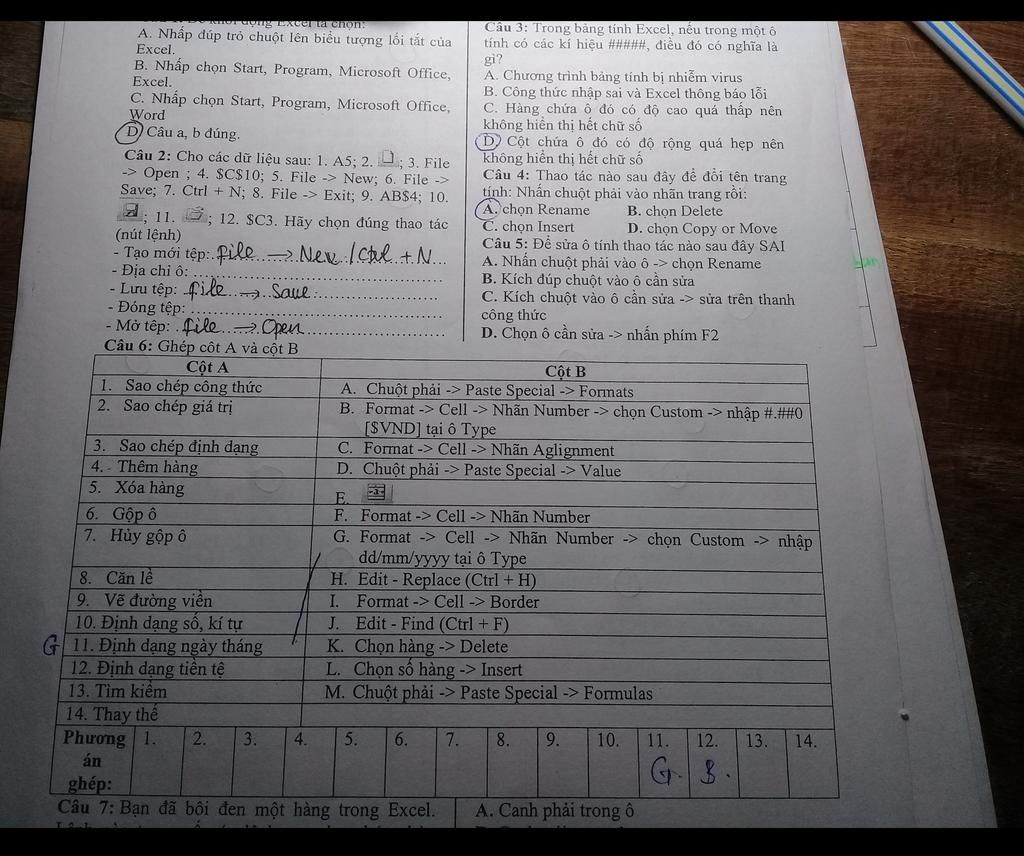 Excel ta chọn:
A. Nhấp đúp trỏ chuột lên biểu tượng lối tắt của
Excel.
B. Nhấp chọn Start, Program, Microsoft Office,
Excel.
C. Nhấp chọn Start, Program, Microsoft Office,
Word
D. Câu a, b đúng.
Câu 2: Cho các dữ liệu sau: 1. A5; 2. ; 3. File
-> Open ; 4. $C$10; 5. File -> New; 6. File ->
Save; 7. Ctrl + N; 8. File -> Exit; 9. AB$4; 10.
; 11. ; 12. $C3. Hãy chọn đúng thao tác
(nút lệnh)
- Tạo mới tệp: file → New / Ctrl + N
- Địa chỉ ô:
- Lưu tệp: file → Save
- Đóng tệp:
- Mở tệp: file → Open
Câu 3: Trong bảng tính Excel, nếu trong một ô
tính có các kí hiệu #####, điều đó có nghĩa là
gì?
A. Chương trình bảng tính bị nhiễm virus
B. Công thức nhập sai và Excel thông báo lỗi
C. Hàng chứa ô đó có độ cao quá thấp nên
không hiển thị hết chữ số
D. Cột chứa ô đó có độ rộng quá hẹp nên
không hiển thị hết chữ số
Câu 4: Thao tác nào sau đây để đổi tên trang
tính: Nhấn chuột phải vào nhãn trang rồi:
A. chọn Rename B. chọn Delete
C. chọn Insert D. chọn Copy or Move
Câu 5: Để sửa ô tính thao tác nào sau đây SAI
A. Nhấn chuột phải vào ô -> chọn Rename
B. Kích đúp chuột vào ô cần sửa
C. Kích chuột vào ô cần sửa -> sửa trên thanh
công thức
D. Chọn ô cần sửa -> nhấn phím F2
Câu 6: Ghép cột A và cột B
Cột A Cột B
1. Sao chép công thức A. Chuột phải -> Paste Special -> Formats
2. Sao chép giá trị B. Format -> Cell -> Nhãn Number -> chọn Custom -> nhập #.##0
[$VND] tại ô Type
3. Sao chép định dạng C. Format -> Cell -> Nhãn Aglignment
4. Thêm hàng D. Chuột phải -> Paste Special -> Value
5. Xóa hàng E.
6. Gộp ô F. Format -> Cell -> Nhãn Number
7. Hủy gộp ô G. Format -> Cell -> Nhãn Number -> chọn Custom -> nhập
dd/mm/yyyy tại ô Type
8. Căn lề H. Edit - Replace (Ctrl + H)
9. Vẽ đường viền I. Format -> Cell -> Border
10. Định dạng số, kí tự J. Edit - Find (Ctrl + F)
G 11. Định dạng ngày tháng K. Chọn hàng -> Delete
12. Định dạng tiền tệ L. Chọn số hàng -> Insert
13. Tìm kiếm M. Chuột phải -> Paste Special -> Formulas
14. Thay thế
Phương 1. 2. 3. 4. 5. 6. 7. 8. 9. 10. 11. 12. 13. 14.
án G. B.
ghép:
Câu 7: Bạn đã bôi đen một hàng trong Excel.
A. Canh phải trong ô